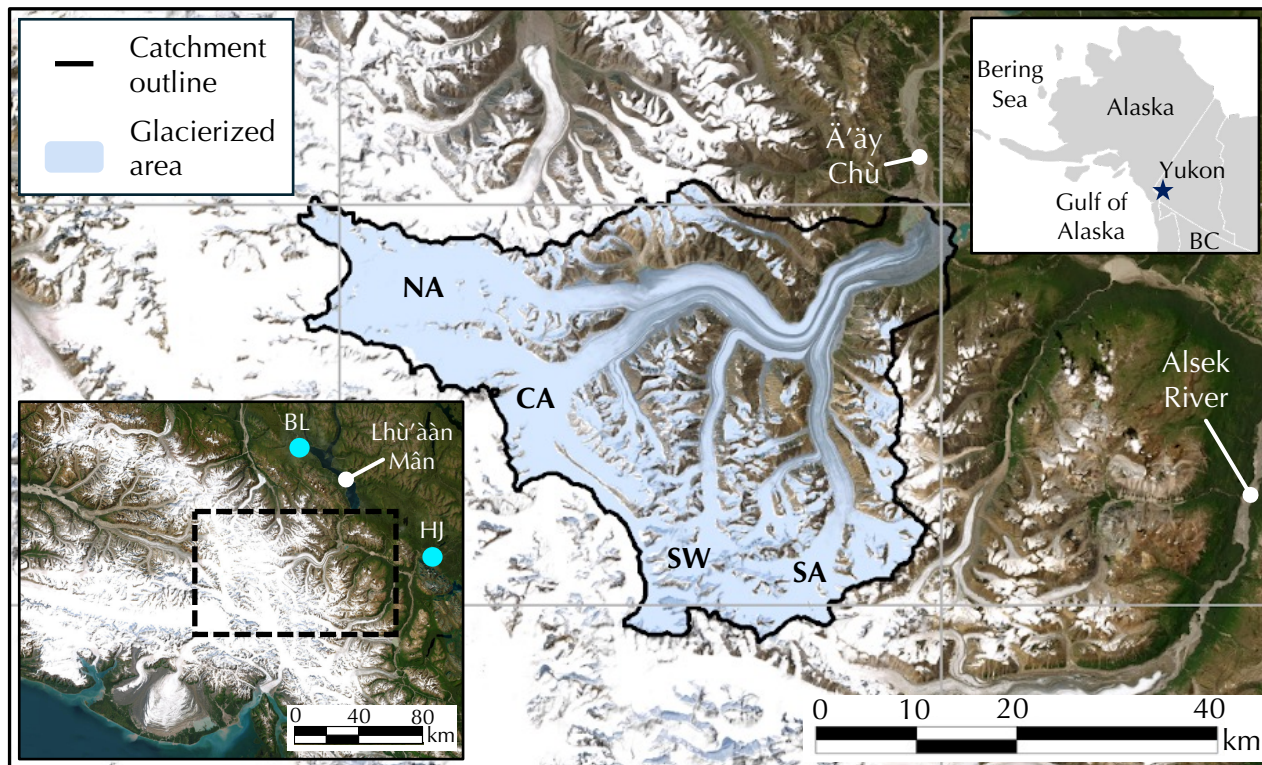 Catchment
outline
Glacierized
area
Ä'äy
Chù
Bering
Sea
Alaska
Yukon
Gulf of
Alaska
BC
NA
CA
SW
SA
Alsek
River
BL
Lhù'ààn
Mân
HJ
0 40 80
km
0 10 20 40
km